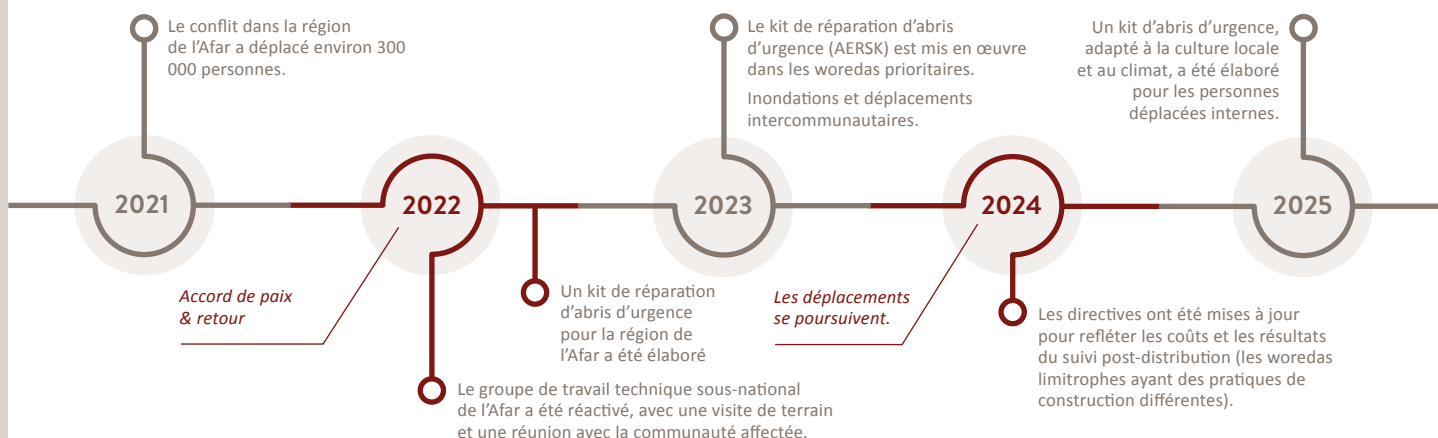 Le conflit dans la région
de l'Afar a déplacé environ 300
000 personnes.
2021
Accord de paix
& retour
2022
Le groupe de travail technique sous-national
de l'Afar a été réactivé, avec une visite de terrain
et une réunion avec la communauté affectée.
Un kit de réparation
d'abris d'urgence
pour la région de
l'Afar a été élaboré
Le kit de réparation d'abris
d'urgence (AERSK) est mis en œuvre
dans les woredas prioritaires.
Inondations et déplacements
intercommunautaires.
2023
Les déplacements
se poursuivent.
2024
Les directives ont été mises à jour
pour refléter les coûts et les résultats
du suivi post-distribution (les woredas
limitrophes ayant des pratiques de
construction différentes).
Un kit d'abris d'urgence,
adapté à la culture locale
et au climat, a été élaboré
pour les personnes
déplacées internes.
2025